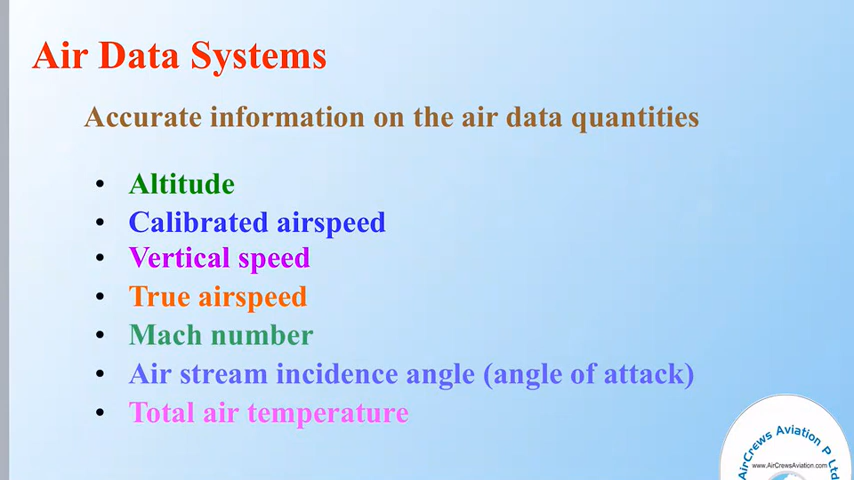 Air Data Systems
Accurate information on the air data quantities
• Altitude
• Calibrated airspeed
• Vertical speed
• True airspeed
• Mach number
• Air stream incidence angle (angle of attack)
• Total air temperature
AirCrews Aviation P Ltd
www.AirCrewsAviation.com